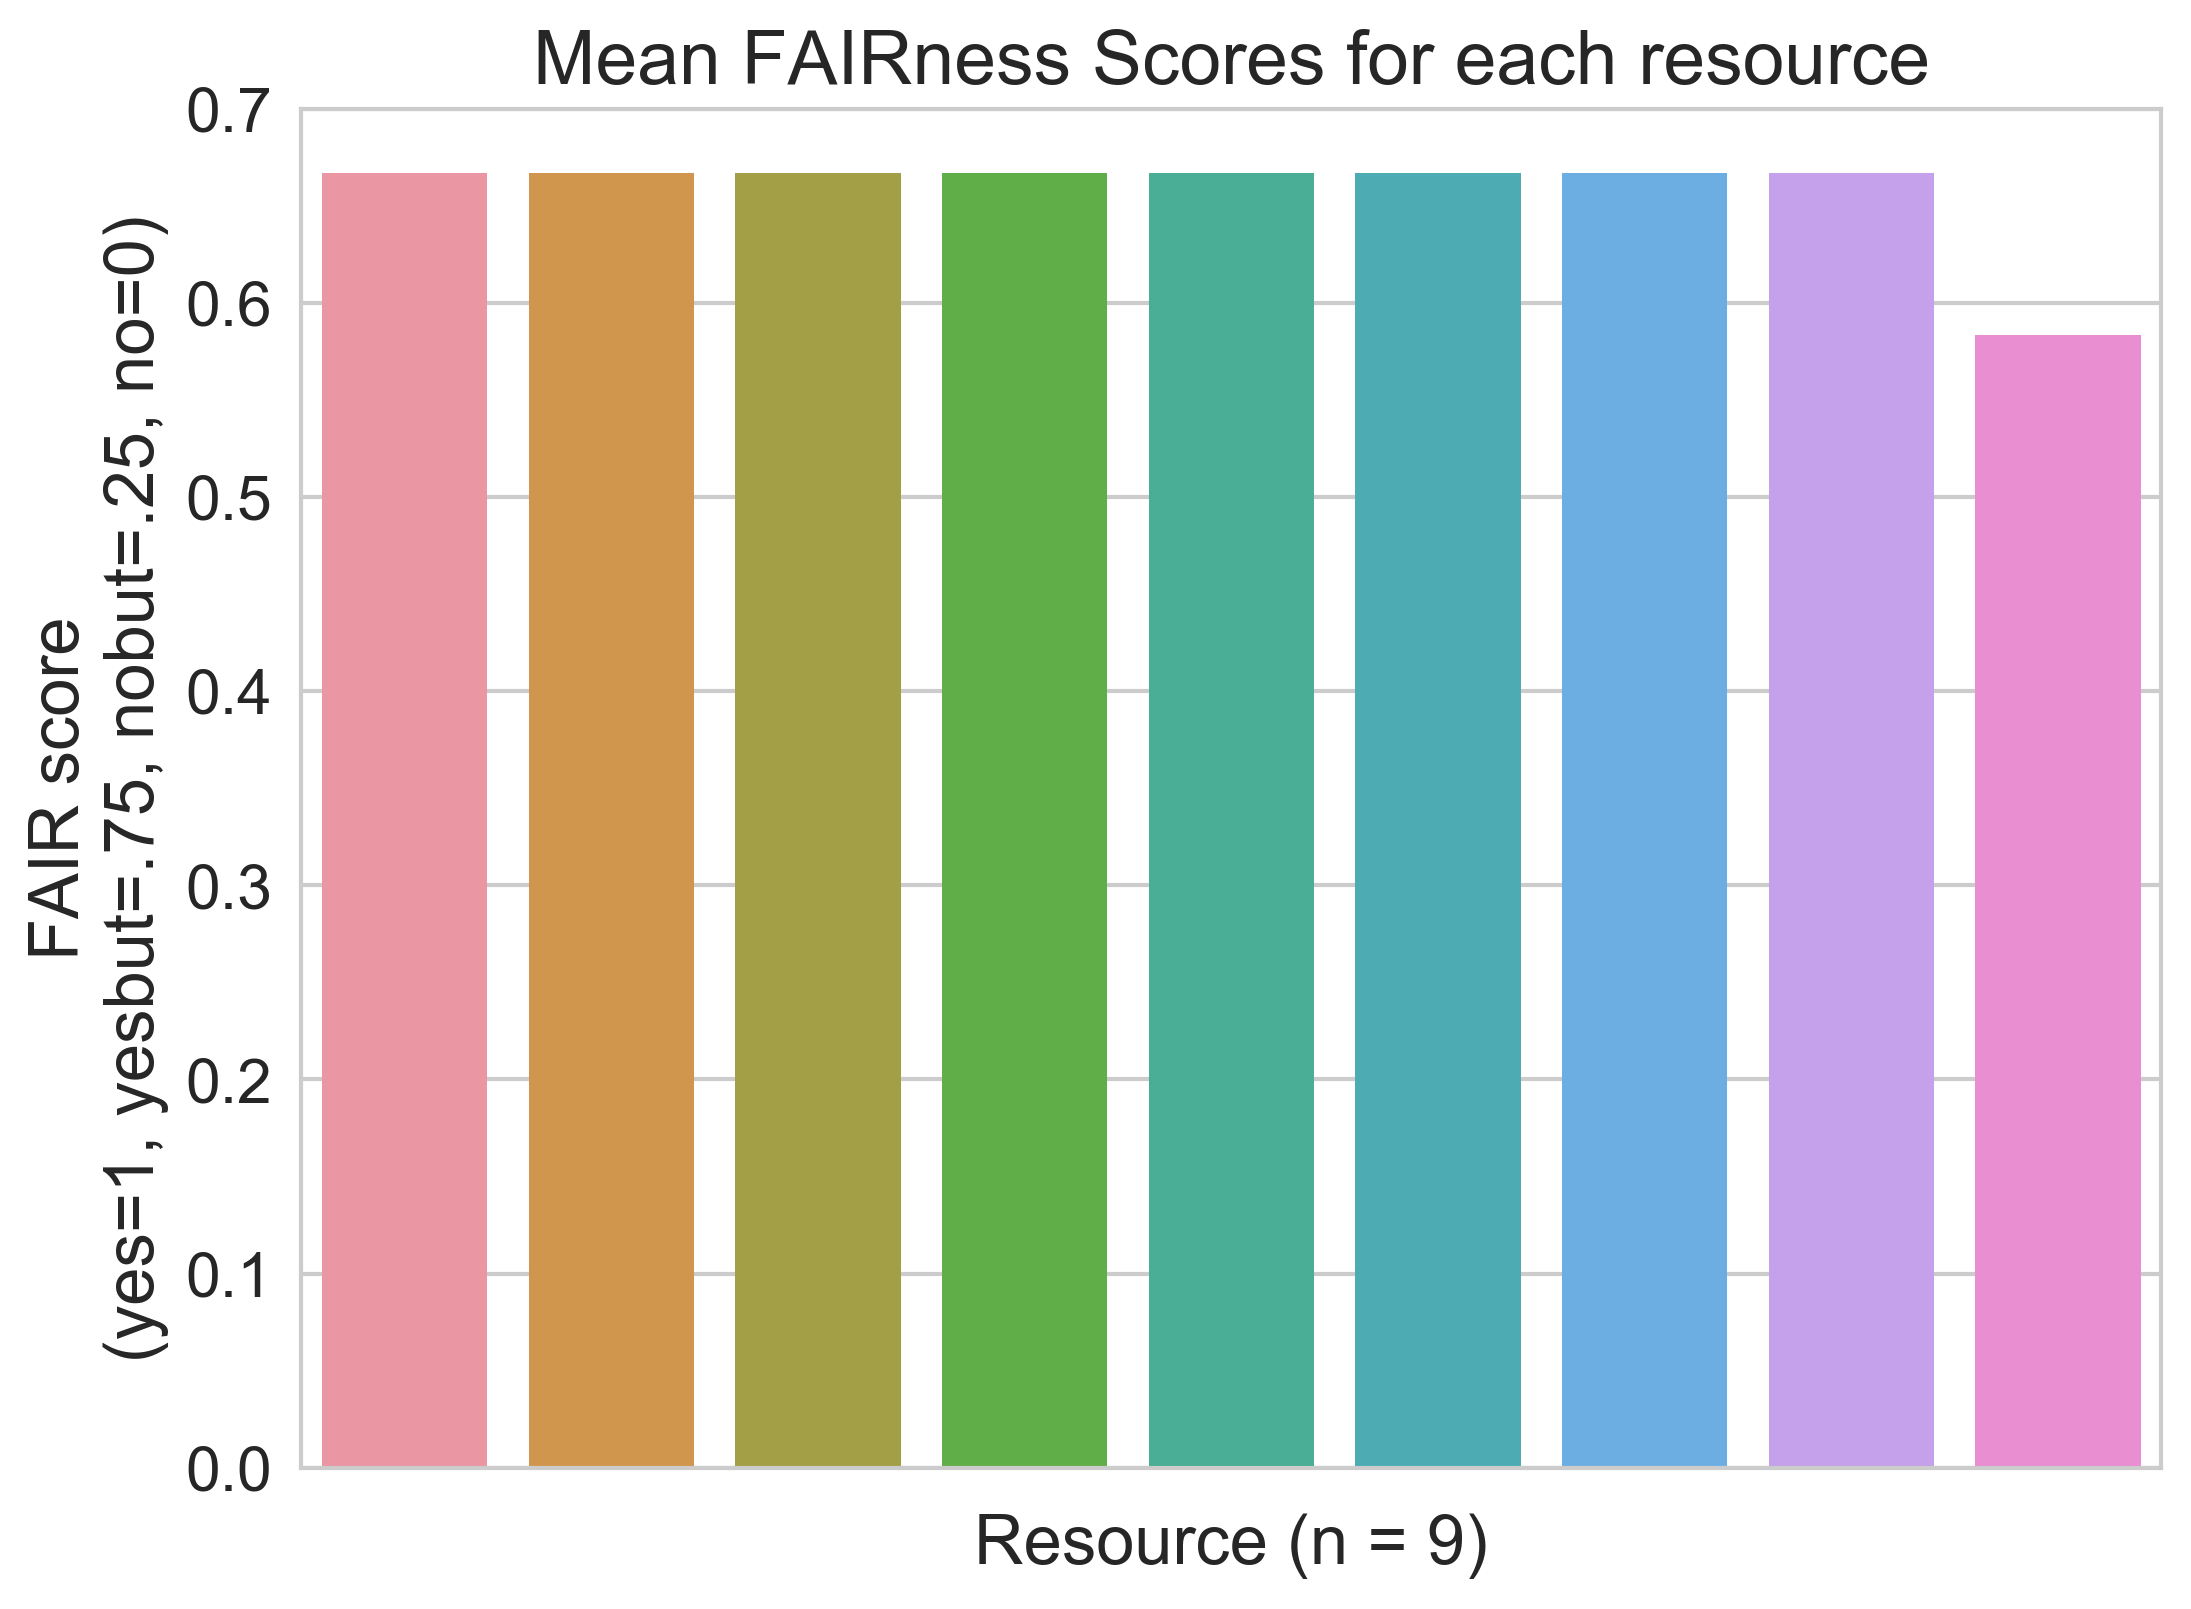 Mean FAIRness Scores for each resource
FAIR score
(yes=1, yesbut=.75, nobut=.25, no=0)
0.7
0.6
0.5
0.4
0.3
0.2
0.1
0.0
Resource (n = 9)